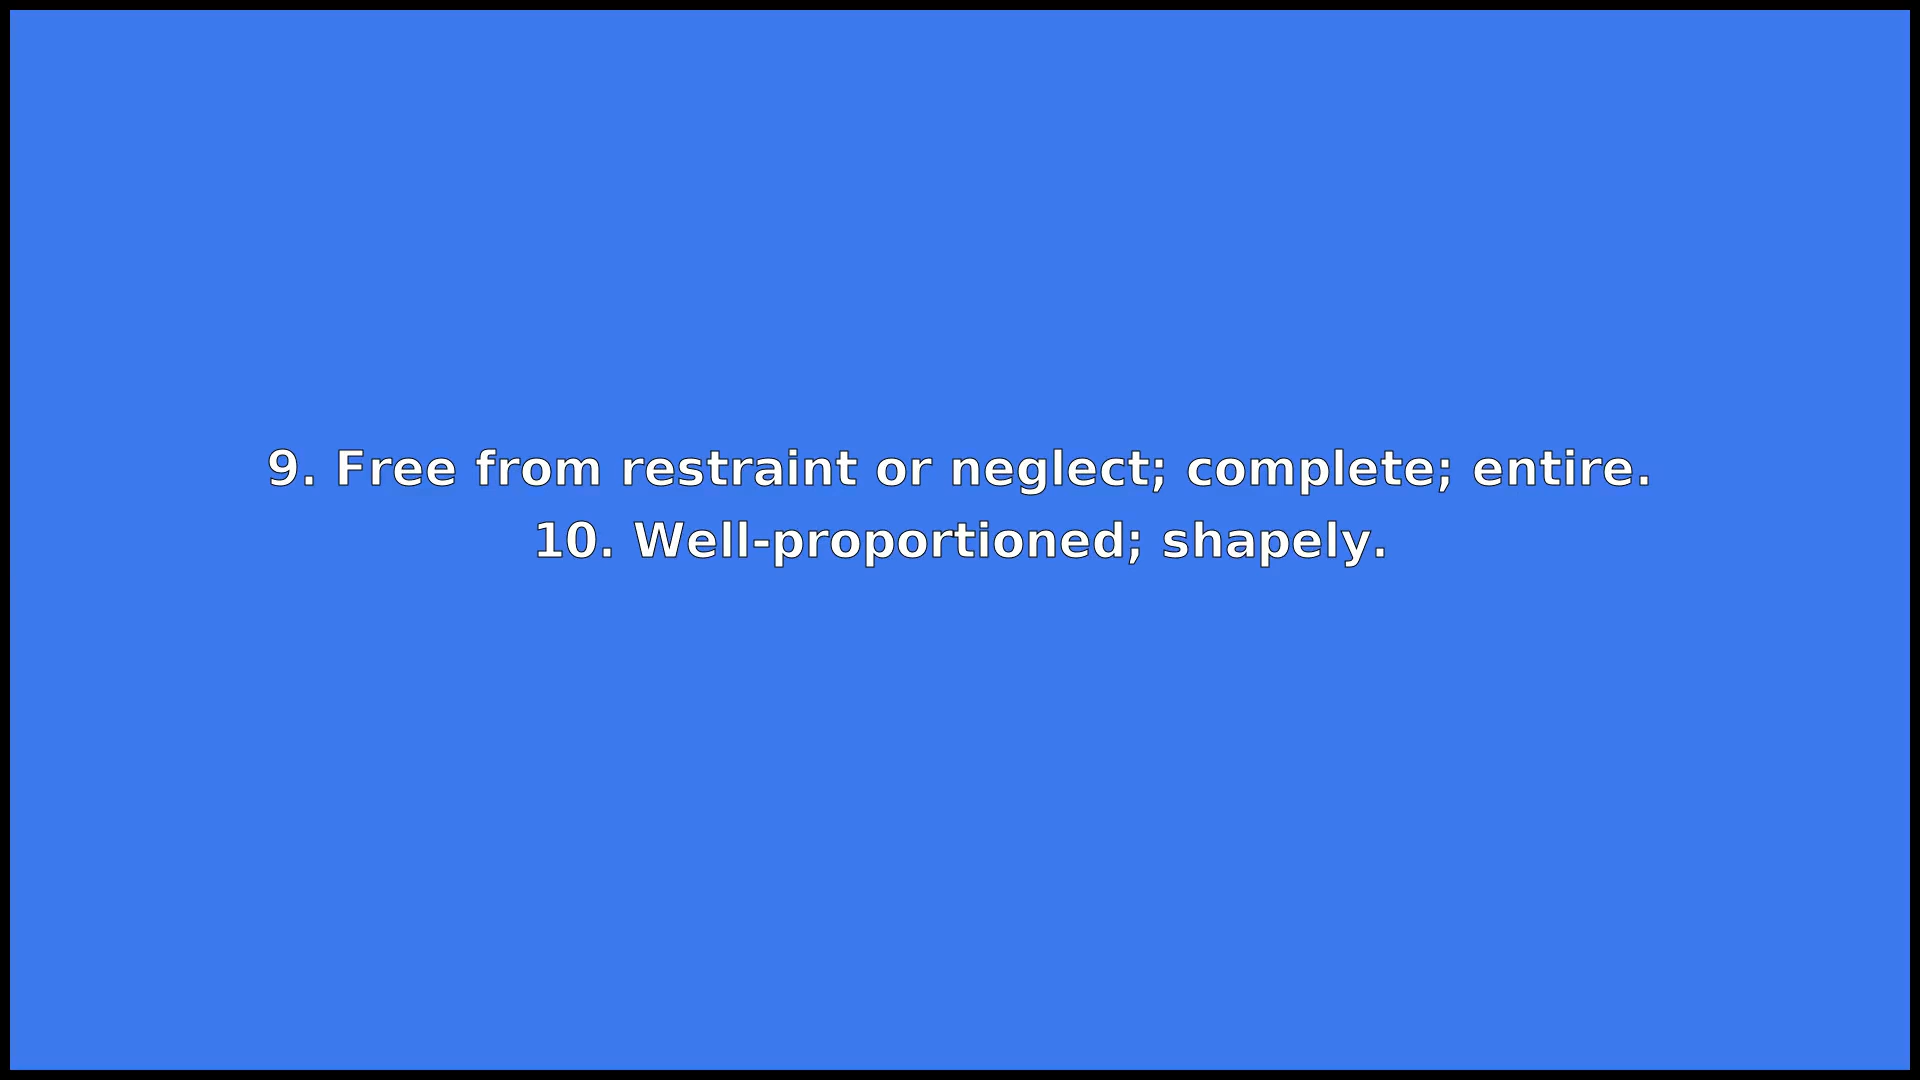 9. Free from restraint or neglect; complete; entire.
10. Well-proportioned; shapely.